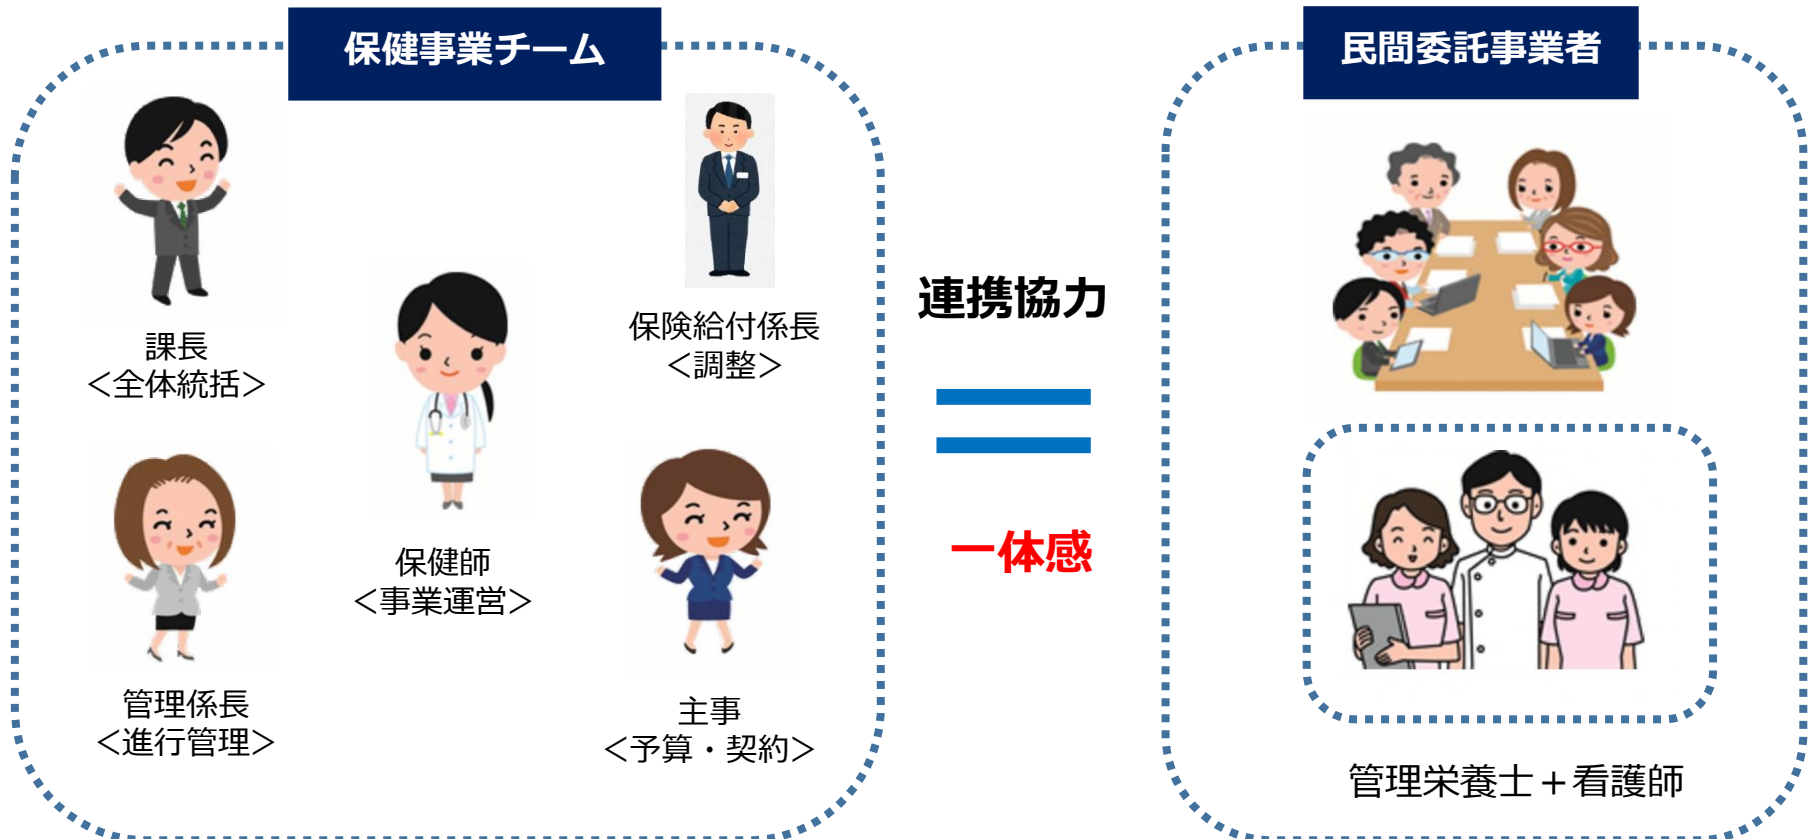 保健事業チーム
課長
＜全体統括＞
保険給付係長
＜調整＞
保健師
＜事業運営＞
管理係長
＜進行管理＞
主事
＜予算・契約＞
連携協力
一体感
民間委託事業者
管理栄養士＋看護師